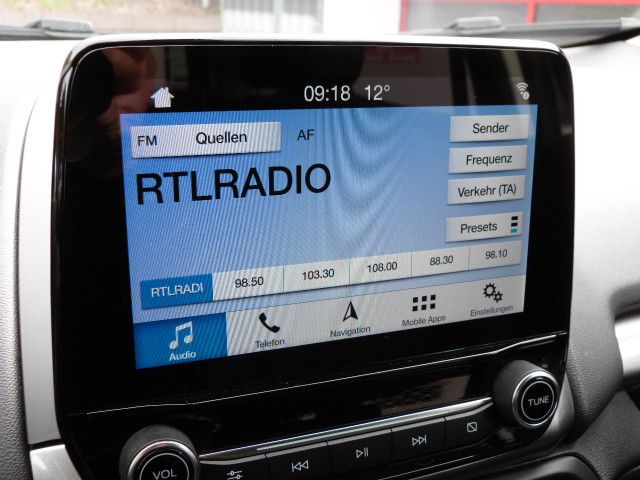 09:18 12°
FM Quellen AF
Sender
RTLRADIO
Frequenz
Verkehr (TA)
Presets
RTLRADI 98.50 103.30 108.00 88.30 98.10
Audio Telefon Navigation Mobile Apps Einstellungen
VOL
TUNE